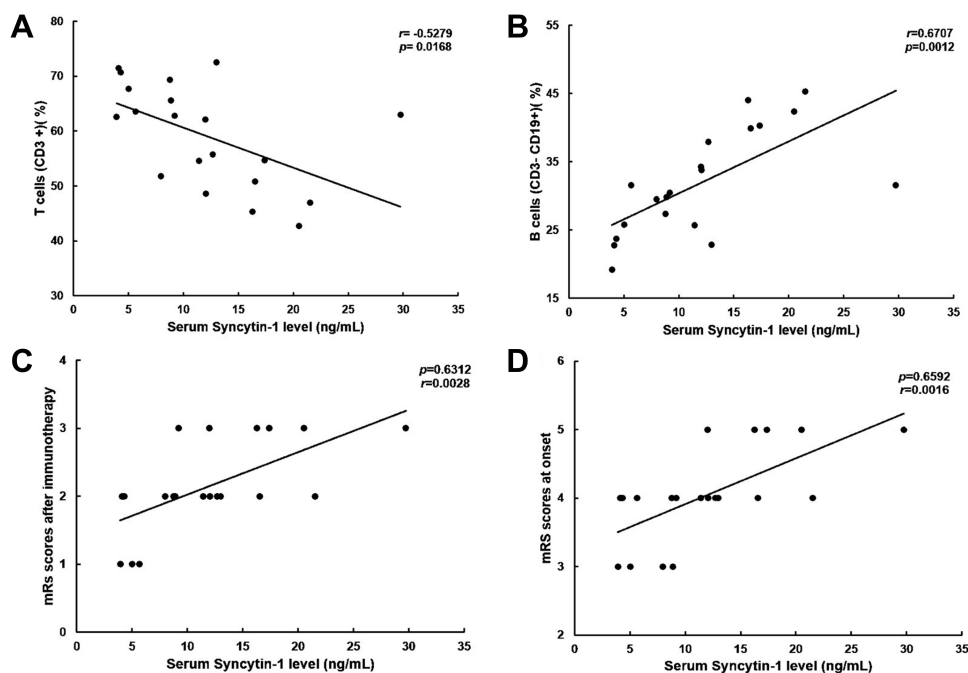 A
r= -0.5279
p= 0.0168
T cells (CD3 +)( %)
80
70
60
50
40
30
0 5 10 15 20 25 30 35
Serum Syncytin-1 level (ng/mL)
B
r=0.6707
p=0.0012
B cells (CD3- CD19+)( %)
55
45
35
25
15
0 5 10 15 20 25 30 35
Serum Syncytin-1 level (ng/mL)
C
p=0.6312
r=0.0028
mRs scores after immunotherapy
4
3
2
1
0
0 5 10 15 20 25 30 35
Serum Syncytin-1 level (ng/mL)
D
p=0.6592
r=0.0016
mRS scores at onset
6
5
4
3
2
0 5 10 15 20 25 30 35
Serum Syncytin-1 level (ng/mL)